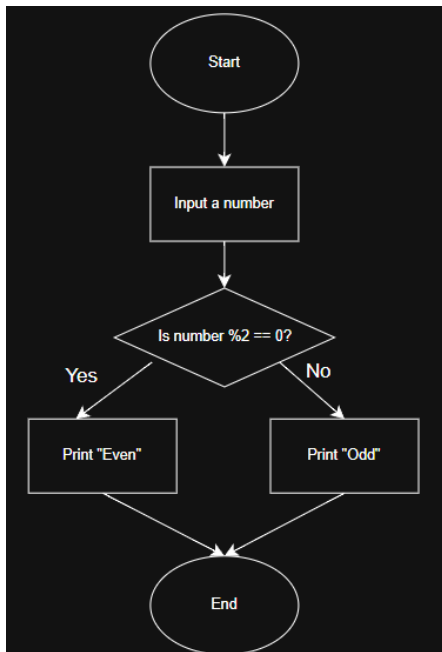 Start
Input a number
Is number %2 == 0?
Yes
No
Print "Even"
Print "Odd"
End